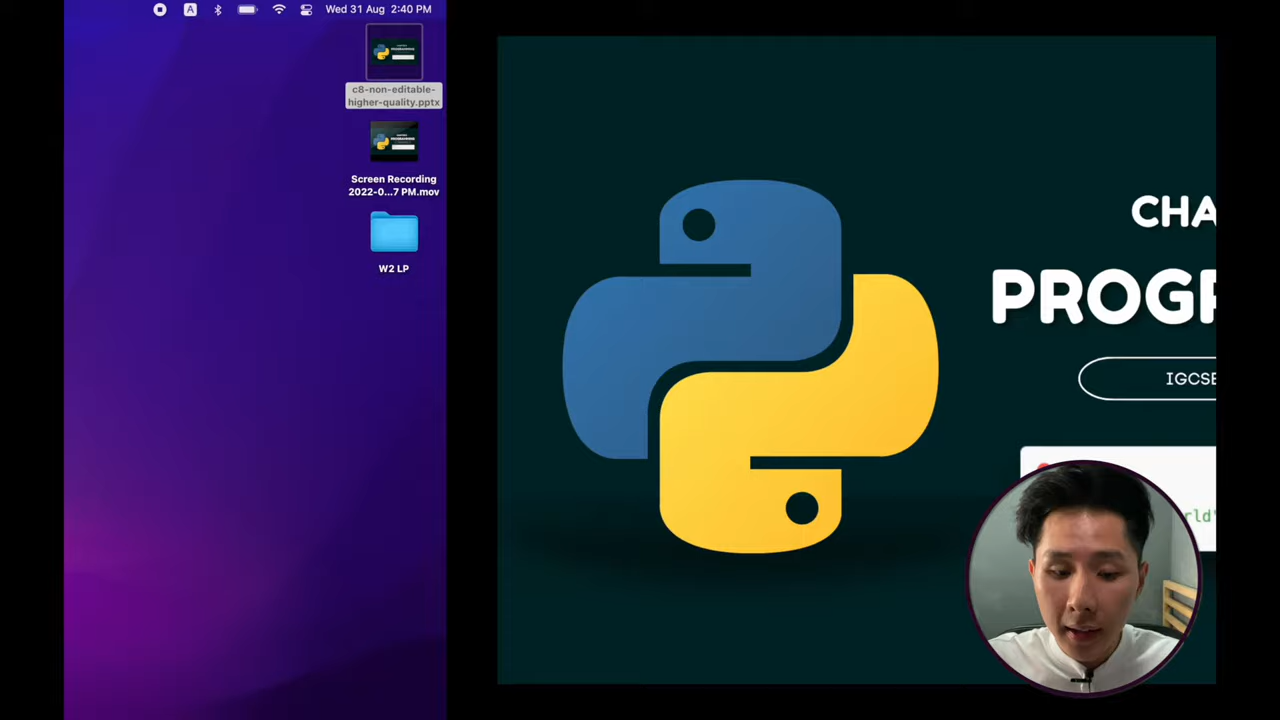 A
Wed 31 Aug 2:40 PM
c8-non-editable-
higher-quality.pptx
Screen Recording
2022-0...7 PM.mov
W2 LP
CHA
PROGR
IGCSE
rld'